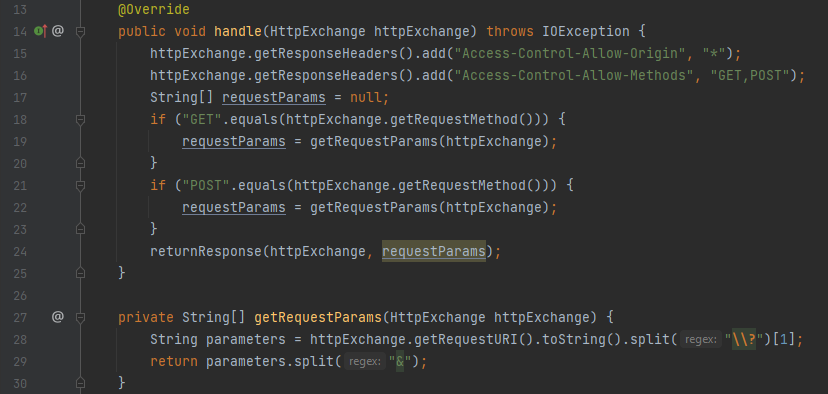 13 @Override
14 @ public void handle(HttpExchange httpExchange) throws IOException {
15 httpExchange.getResponseHeaders().add("Access-Control-Allow-Origin", "*");
16 httpExchange.getResponseHeaders().add("Access-Control-Allow-Methods", "GET,POST");
17 String[] requestParams = null;
18 if ("GET".equals(httpExchange.getRequestMethod())) {
19 requestParams = getRequestParams(httpExchange);
20 }
21 if ("POST".equals(httpExchange.getRequestMethod())) {
22 requestParams = getRequestParams(httpExchange);
23 }
24 returnResponse(httpExchange, requestParams);
25 }
26
27 @ private String[] getRequestParams(HttpExchange httpExchange) {
28 String parameters = httpExchange.getRequestURI().toString().split( regex: "\\?")[1];
29 return parameters.split( regex: "&");
30 }